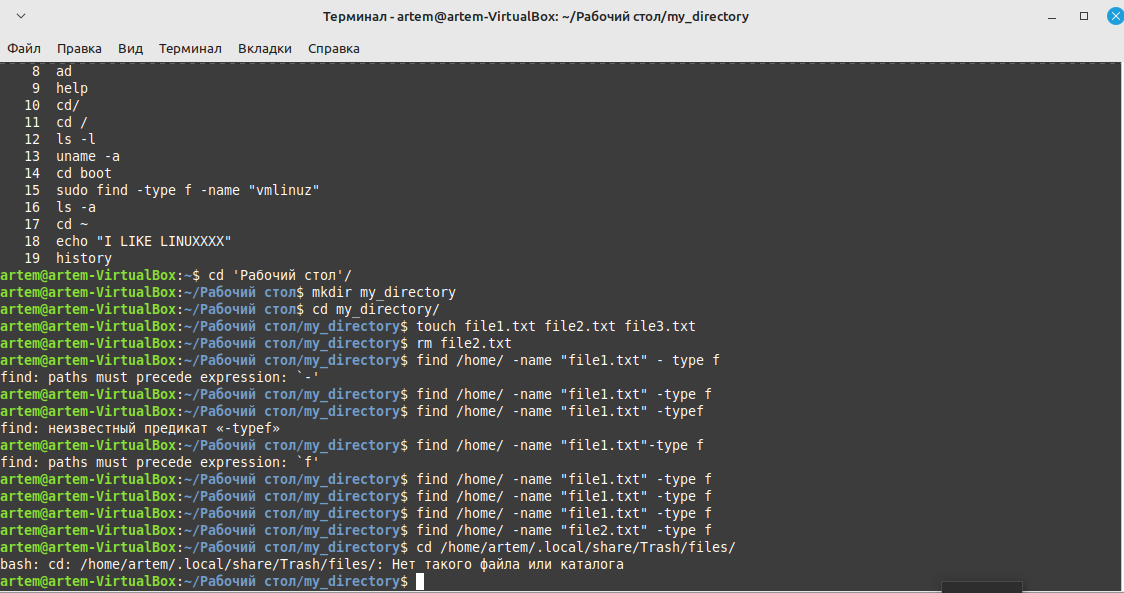 Терминал - artem@artem-VirtualBox: ~/Рабочий стол/my_directory
Файл Правка Вид Терминал Вкладки Справка
8 ad
9 help
10 cd/
11 cd /
12 ls -l
13 uname -a
14 cd boot
15 sudo find -type f -name "vmlinuz"
16 ls -a
17 cd ~
18 echo "I LIKE LINUXXXX"
19 history
artem@artem-VirtualBox:~$ cd 'Рабочий стол'/
artem@artem-VirtualBox:~/Рабочий стол$ mkdir my_directory
artem@artem-VirtualBox:~/Рабочий стол$ cd my_directory/
artem@artem-VirtualBox:~/Рабочий стол/my_directory$ touch file1.txt file2.txt file3.txt
artem@artem-VirtualBox:~/Рабочий стол/my_directory$ rm file2.txt
artem@artem-VirtualBox:~/Рабочий стол/my_directory$ find /home/ -name "file1.txt" - type f
find: paths must precede expression: `-'
artem@artem-VirtualBox:~/Рабочий стол/my_directory$ find /home/ -name "file1.txt" -type f
artem@artem-VirtualBox:~/Рабочий стол/my_directory$ find /home/ -name "file1.txt" -typef
find: неизвестный предикат «-typef»
artem@artem-VirtualBox:~/Рабочий стол/my_directory$ find /home/ -name "file1.txt"-type f
find: paths must precede expression: `f'
artem@artem-VirtualBox:~/Рабочий стол/my_directory$ find /home/ -name "file1.txt" -type f
artem@artem-VirtualBox:~/Рабочий стол/my_directory$ find /home/ -name "file1.txt" -type f
artem@artem-VirtualBox:~/Рабочий стол/my_directory$ find /home/ -name "file1.txt" -type f
artem@artem-VirtualBox:~/Рабочий стол/my_directory$ find /home/ -name "file2.txt" -type f
artem@artem-VirtualBox:~/Рабочий стол/my_directory$ cd /home/artem/.local/share/Trash/files/
bash: cd: /home/artem/.local/share/Trash/files/: Нет такого файла или каталога
artem@artem-VirtualBox:~/Рабочий стол/my_directory$